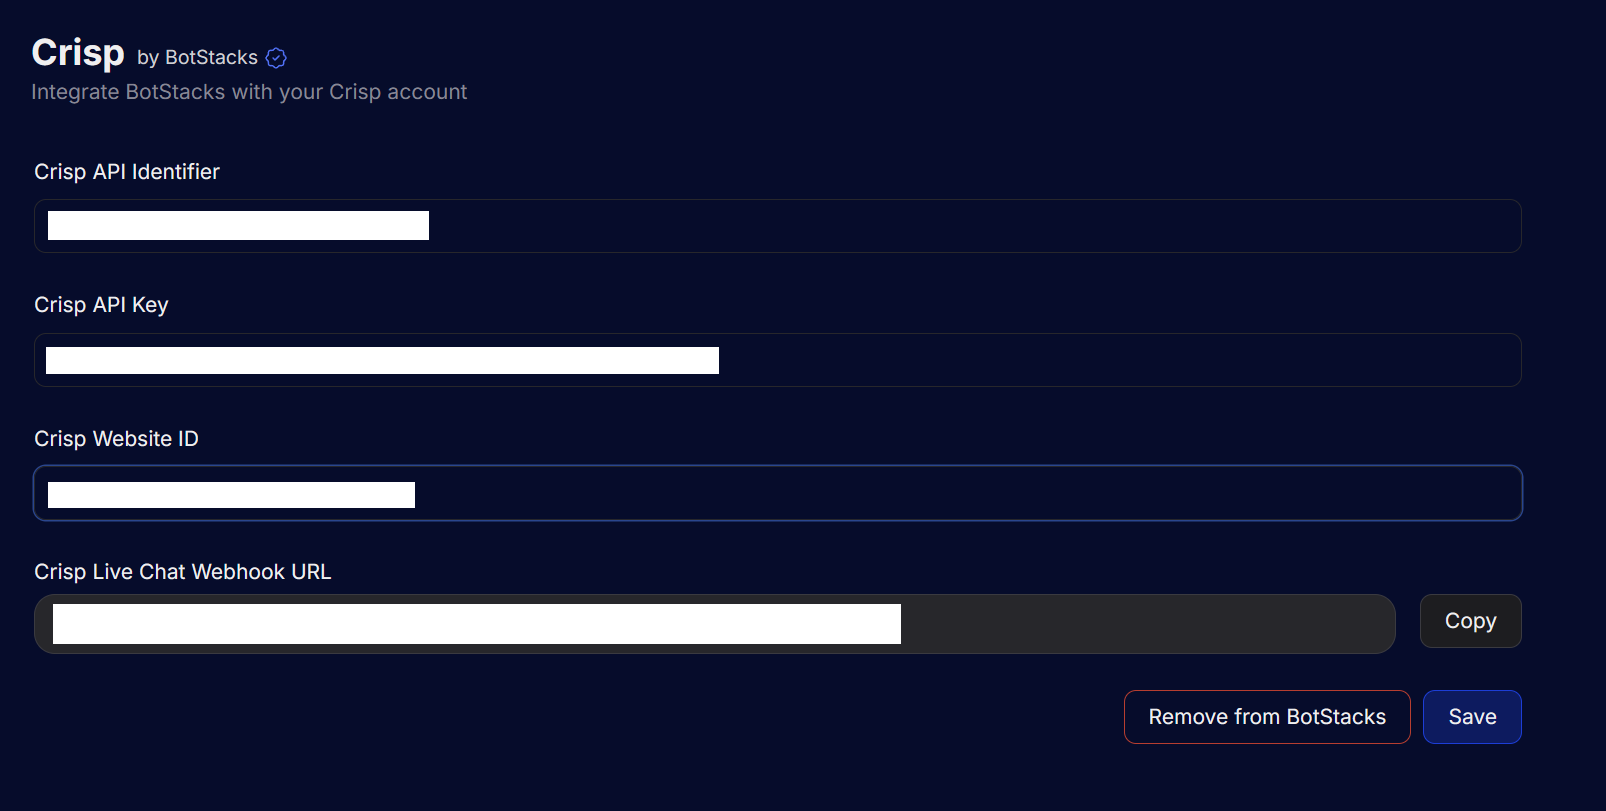 Crisp by BotStacks
Integrate BotStacks with your Crisp account
Crisp API Identifier
Crisp API Key
Crisp Website ID
Crisp Live Chat Webhook URL
Copy
Remove from BotStacks
Save